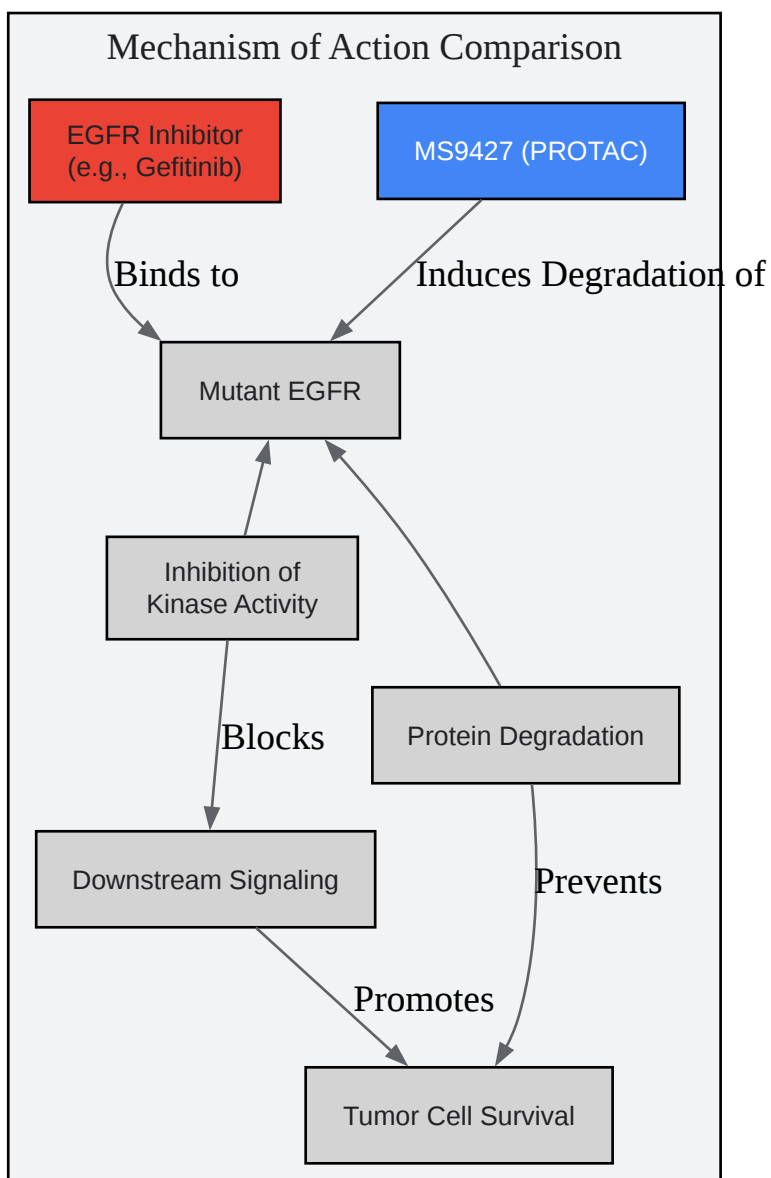 Mechanism of Action Comparison
EGFR Inhibitor
(e.g., Gefitinib)
MS9427 (PROTAC)
Binds to
Induces Degradation of
Mutant EGFR
Inhibition of
Kinase Activity
Protein Degradation
Blocks
Downstream Signaling
Prevents
Promotes
Tumor Cell Survival